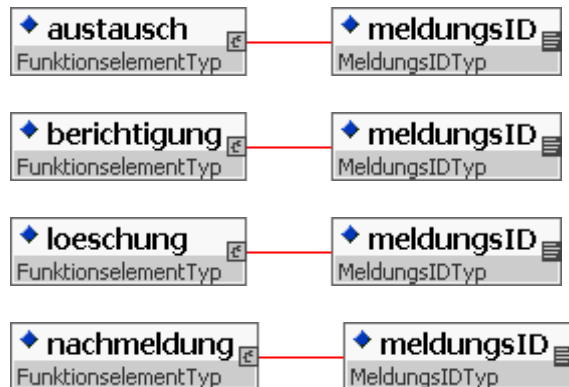 austausch meldungsID
FunktionselementTyp MeldungsIDTyp
berichtigung meldungsID
FunktionselementTyp MeldungsIDTyp
loeschung meldungsID
FunktionselementTyp MeldungsIDTyp
nachmeldung meldungsID
FunktionselementTyp MeldungsIDTyp